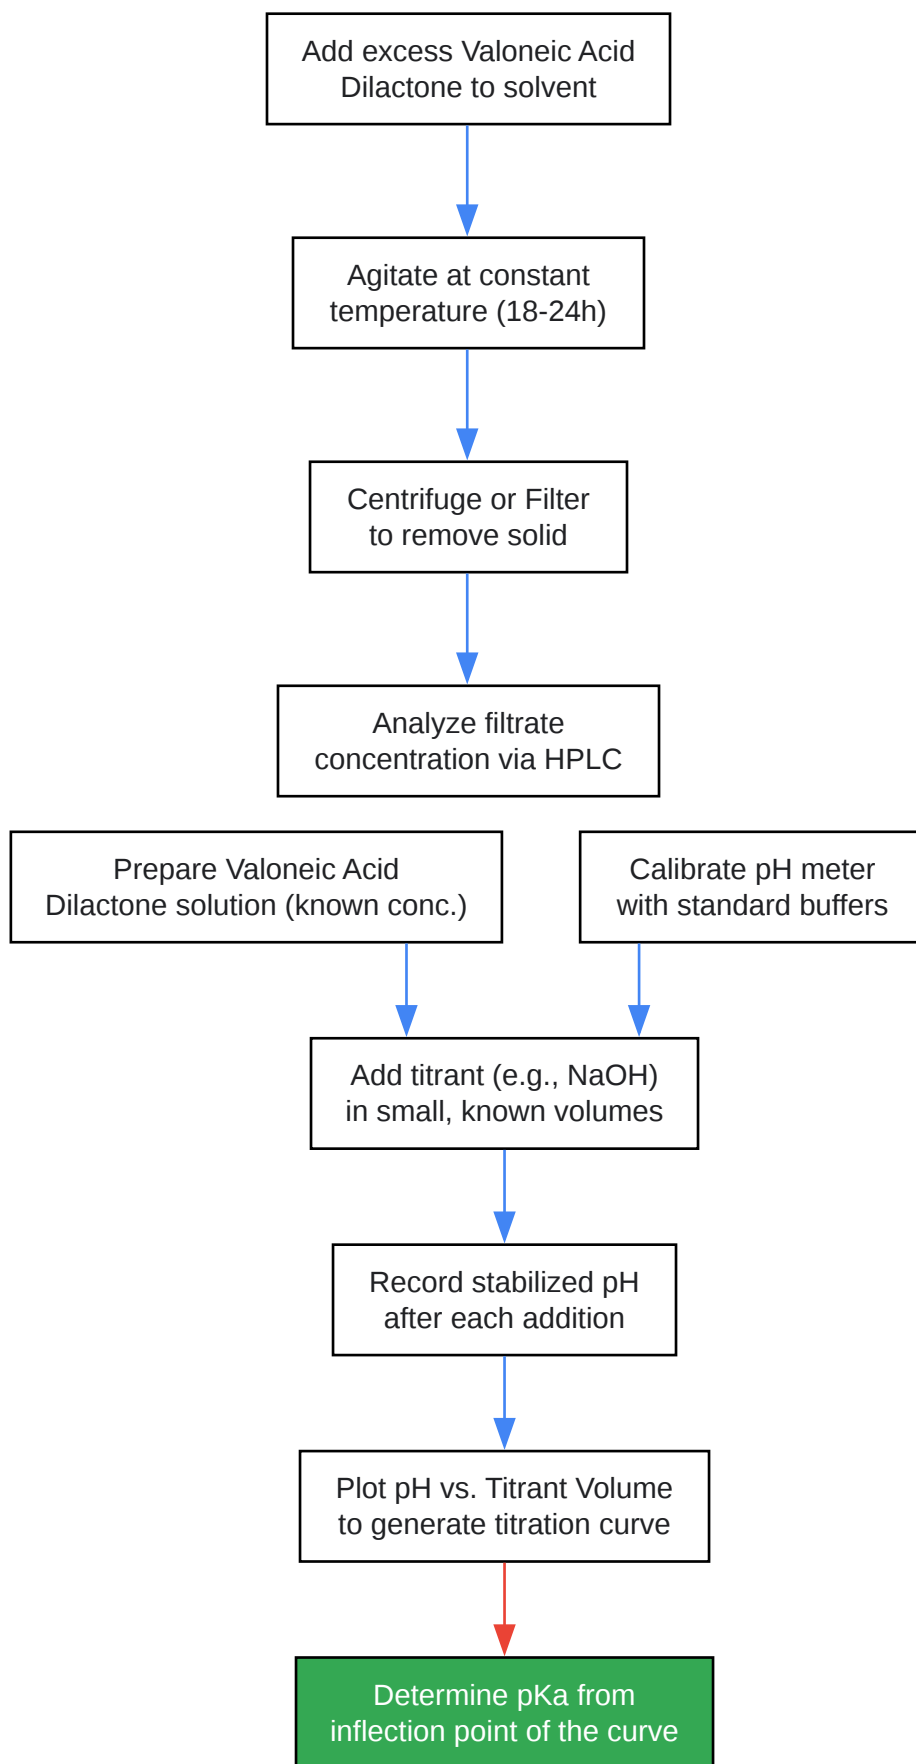 Add excess Valoneic Acid
Dilactone to solvent
Agitate at constant
temperature (18-24h)
Centrifuge or Filter
to remove solid
Analyze filtrate
concentration via HPLC
Prepare Valoneic Acid
Dilactone solution (known conc.)
Calibrate pH meter
with standard buffers
Add titrant (e.g., NaOH)
in small, known volumes
Record stabilized pH
after each addition
Plot pH vs. Titrant Volume
to generate titration curve
Determine pKa from
inflection point of the curve